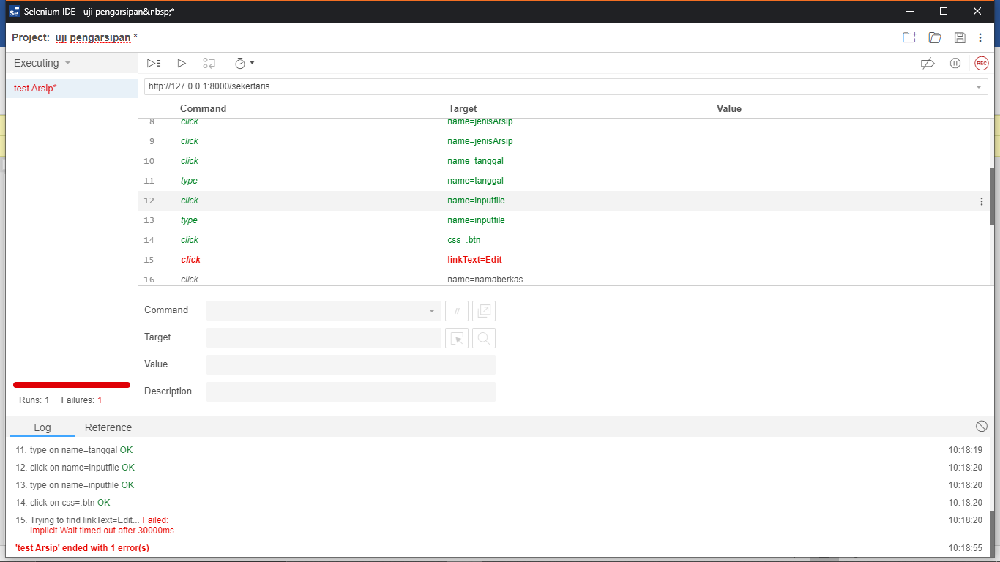 Selenium IDE - uji pengarsipan&nbsp;*
Project: uji pengarsipan *
Executing
test Arsip*
http://127.0.0.1:8000/sekertaris
Command Target Value
8 click name=jenisArsip
9 click name=jenisArsip
10 click name=tanggal
11 type name=tanggal
12 click name=inputfile
13 type name=inputfile
14 click css=.btn
15 click linkText=Edit
16 click name=namaberkas
Command //
Target
Value
Description
Runs: 1 Failures: 1
Log Reference
11. type on name=tanggal OK 10:18:19
12. click on name=inputfile OK 10:18:20
13. type on name=inputfile OK 10:18:20
14. click on css=.btn OK 10:18:20
15. Trying to find linkText=Edit... Failed: 10:18:20
Implicit Wait timed out after 30000ms
'test Arsip' ended with 1 error(s) 10:18:55
REC
Se